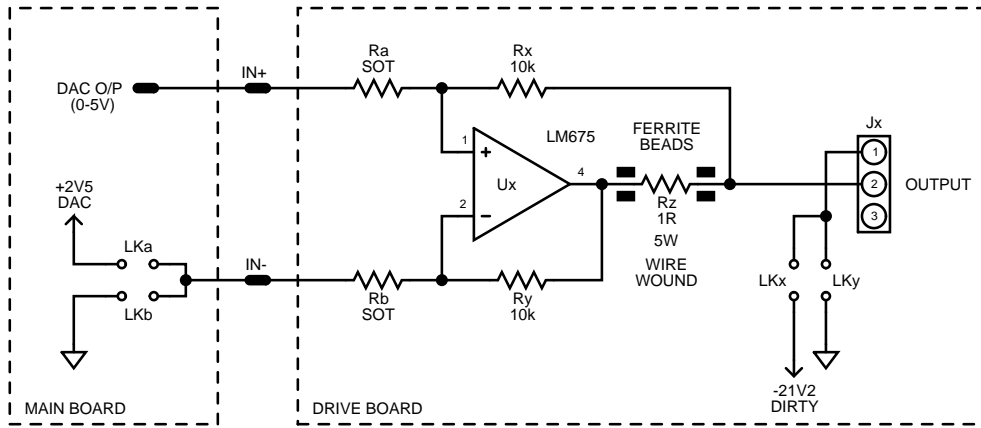 Ra
SOT
Rx
10k
IN+
DAC O/P
(0-5V)
LM675
FERRITE
BEADS
Jx
1
+
1
4
Ux
2
OUTPUT
+2V5
DAC
2
−
Rz
1R
3
5W
LKa
IN-
WIRE
WOUND
LKx
LKy
LKb
Rb
SOT
Ry
10k
-21V2
DIRTY
MAIN BOARD
DRIVE BOARD